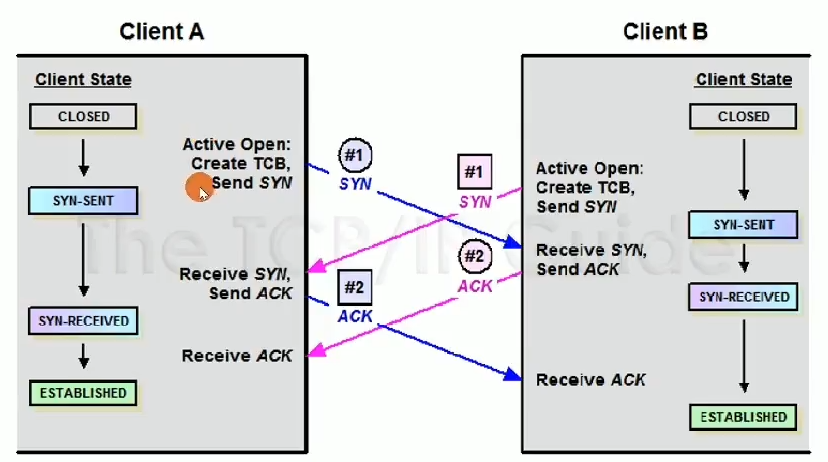 Client A
Client B
Client State
Client State
CLOSED
CLOSED
Active Open:
Create TCB,
Send SYN
#1
SYN
#1
SYN
Active Open:
Create TCB,
Send SYN
SYN-SENT
SYN-SENT
The TCP/IP Guide
Receive SYN,
Send ACK
#2
ACK
Receive SYN,
Send ACK
#2
ACK
SYN-RECEIVED
SYN-RECEIVED
Receive ACK
Receive ACK
ESTABLISHED
ESTABLISHED